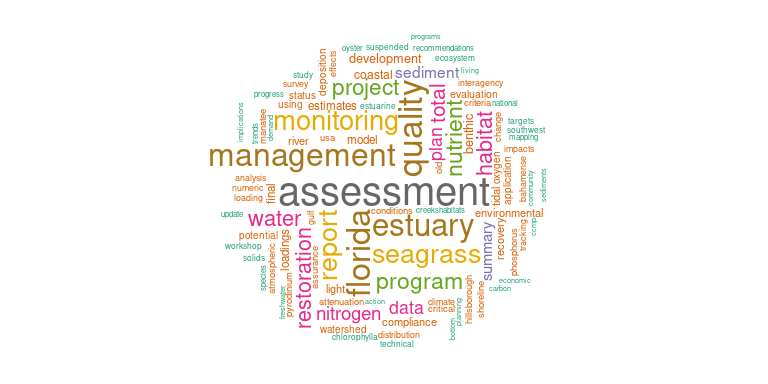 programs
oyster suspended recommendations
development ecosystem
study effects deposition coastal sediment living
survey project interagency
progress status quality total evaluation
using estimates estuarine plan nutrient criteria national
implications trends demand manatee monitoring benthic habitat change targets
southwest
river usa model mapping
management old impacts
analysis tidal oxygen application bahamense community sediments
numeric assessment
loading final
update water gulf conditions creekshabitats environmental
potential report florida estuary summary recovery tracking ccmp
workshop loadings restoration assurance seagrass phosphorus
solids
species atmospheric pyrodinium program economic
freshwater light carbon
attenuation action climate hillsborough shoreline
nitrogen data critical planning
watershed compliance bottom
chlorophylla distribution
technical